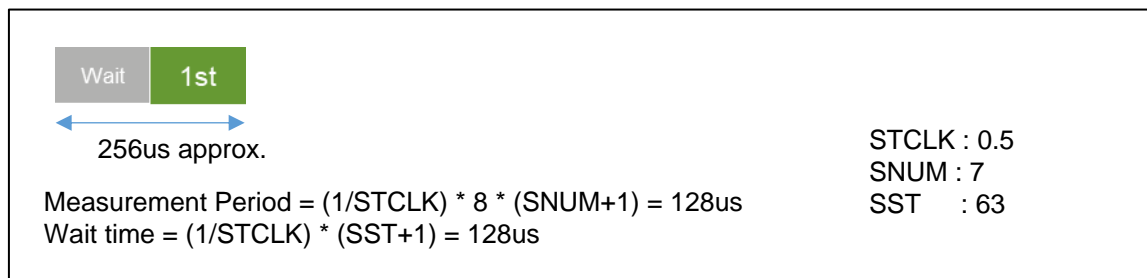 Wait 1st
256us approx.
STCLK : 0.5
SNUM : 7
SST : 63
Measurement Period = (1/STCLK) * 8 * (SNUM+1) = 128us
Wait time = (1/STCLK) * (SST+1) = 128us